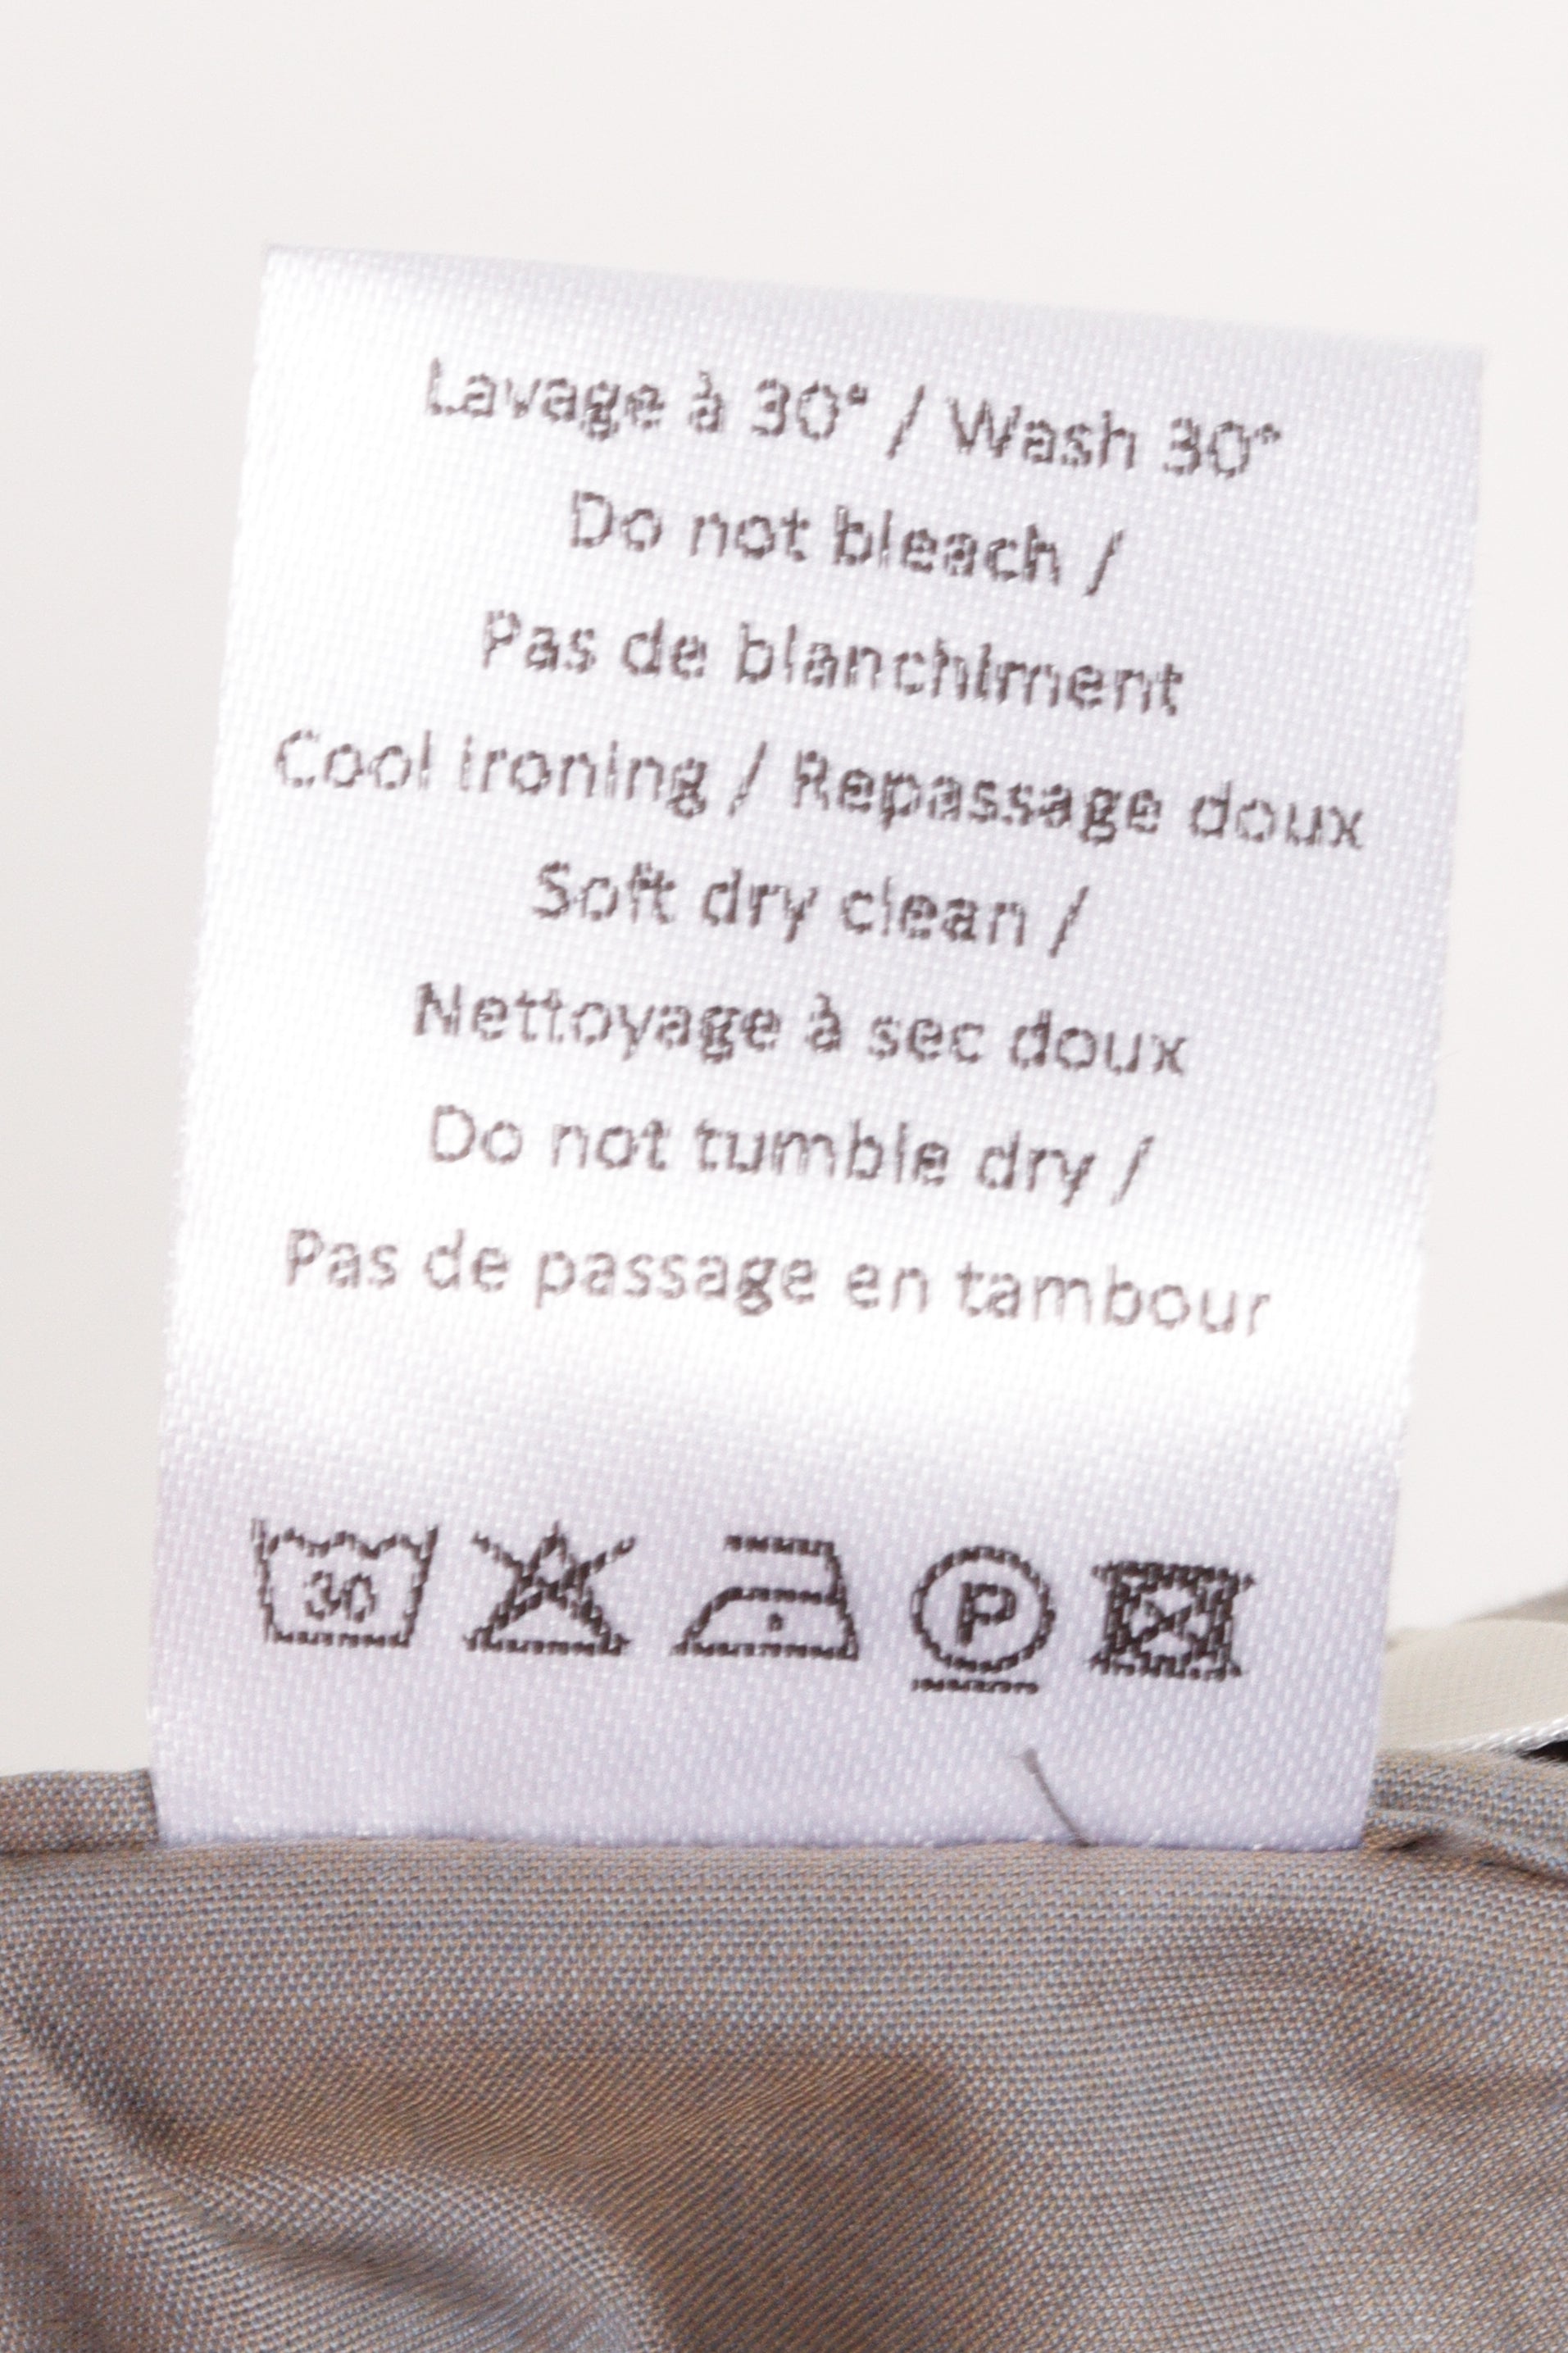 Lavage à 30° / Wash 30°
Do not bleach /
Pas de blanchiment
Cool ironing / Repassage doux
Soft dry clean /
Nettoyage à sec doux
Do not tumble dry /
Pas de passage en tambour
30 P